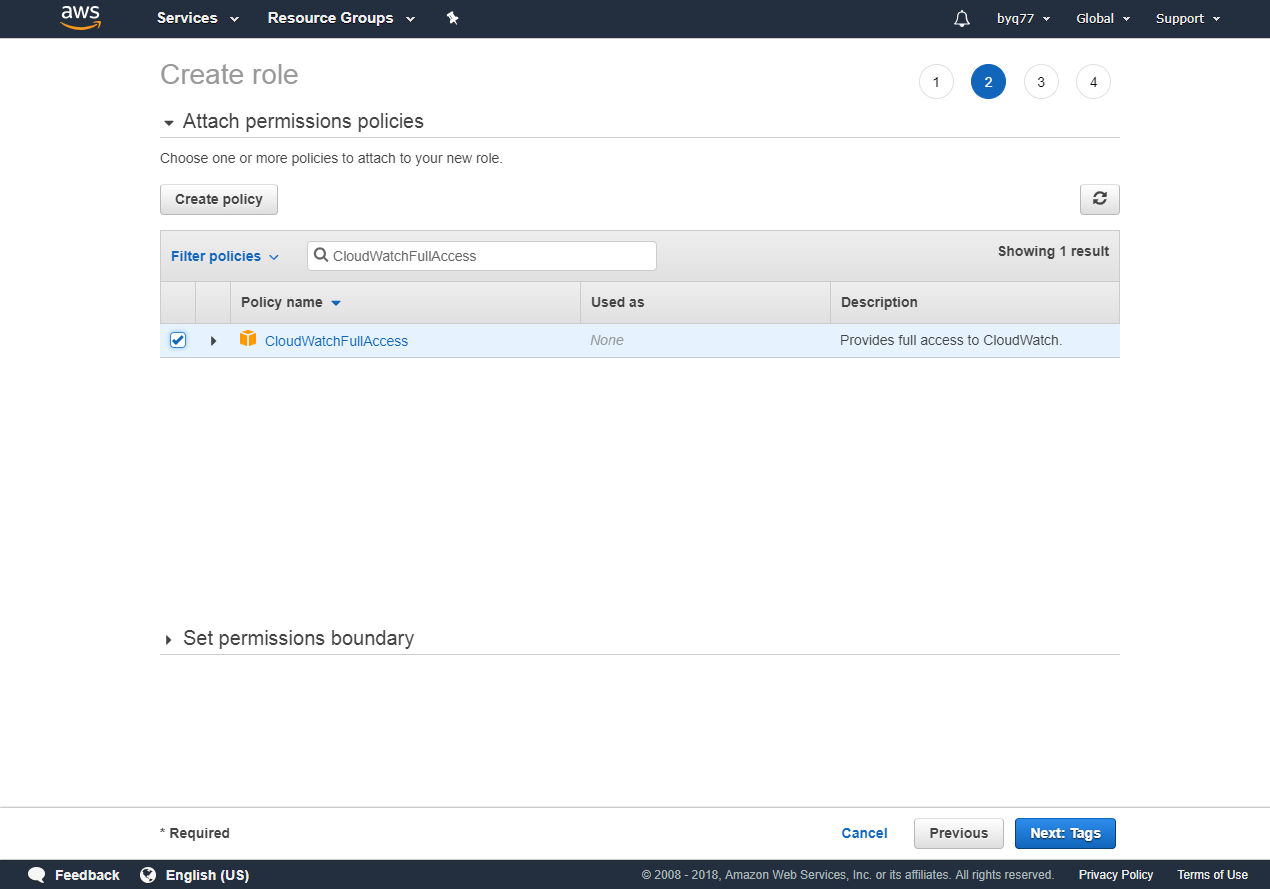 aws Services Resource Groups byq77 Global Support
Create role 1 2 3 4
Attach permissions policies
Choose one or more policies to attach to your new role.
Create policy
Filter policies CloudWatchFullAccess Showing 1 result
Policy name Used as Description
CloudWatchFullAccess None Provides full access to CloudWatch.
Set permissions boundary
* Required Cancel Previous Next: Tags
Feedback English (US) © 2008 - 2018, Amazon Web Services, Inc. or its affiliates. All rights reserved. Privacy Policy Terms of Use